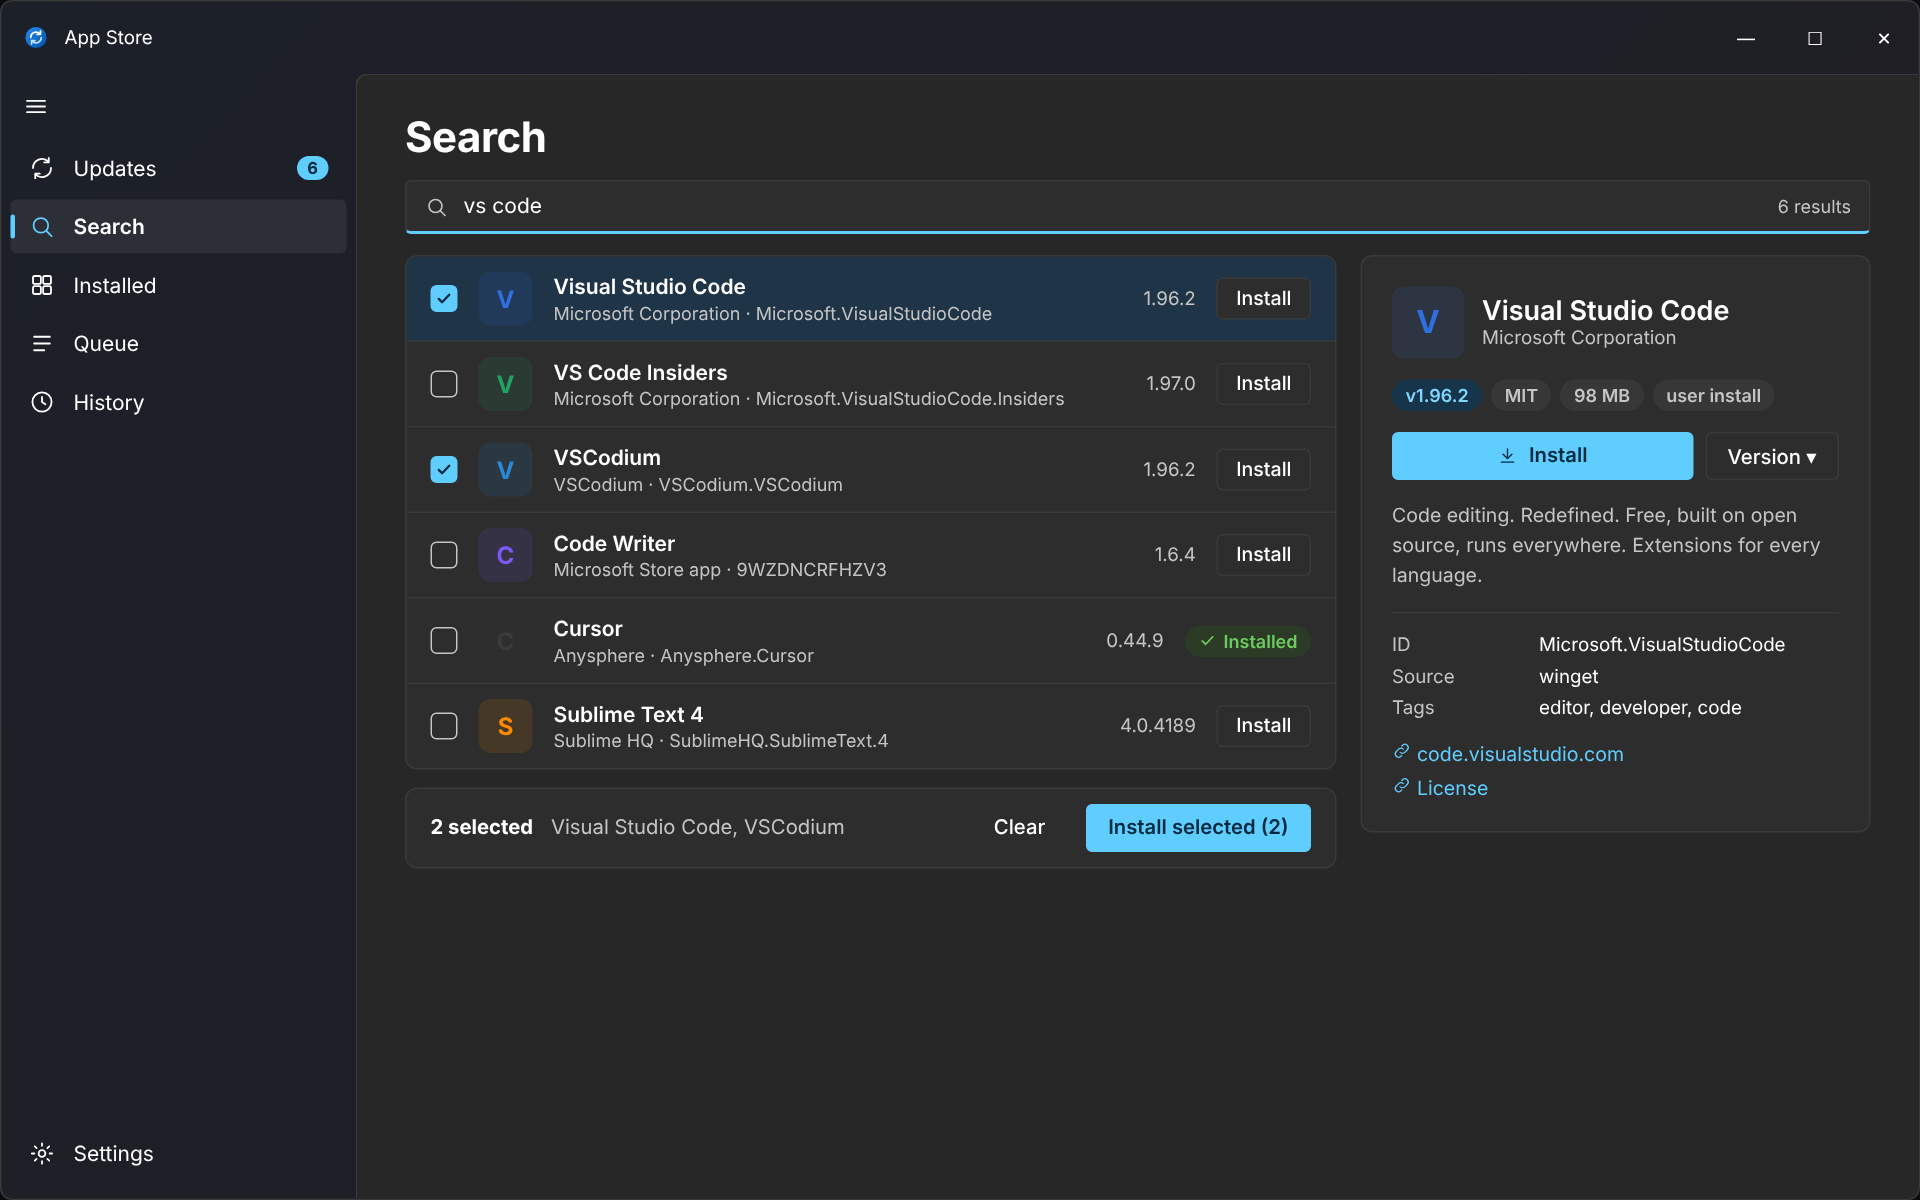 App Store
Updates
6
Search
Installed
Queue
History
Settings
Search
vs code
6 results
V
Visual Studio Code
Microsoft Corporation · Microsoft.VisualStudioCode
1.96.2
Install
V
VS Code Insiders
Microsoft Corporation · Microsoft.VisualStudioCode.Insiders
1.97.0
Install
V
VSCodium
VSCodium · VSCodium.VSCodium
1.96.2
Install
C
Code Writer
Microsoft Store app · 9WZDNCRFHZV3
1.6.4
Install
C
Cursor
Anysphere · Anysphere.Cursor
0.44.9
Installed
S
Sublime Text 4
Sublime HQ · SublimeHQ.SublimeText.4
4.0.4189
Install
2 selected
Visual Studio Code, VSCodium
Clear
Install selected (2)
V
Visual Studio Code
Microsoft Corporation
v1.96.2
MIT
98 MB
user install
Install
Version ▾
Code editing. Redefined. Free, built on open
source, runs everywhere. Extensions for every
language.
ID Microsoft.VisualStudioCode
Source winget
Tags editor, developer, code
code.visualstudio.com
License